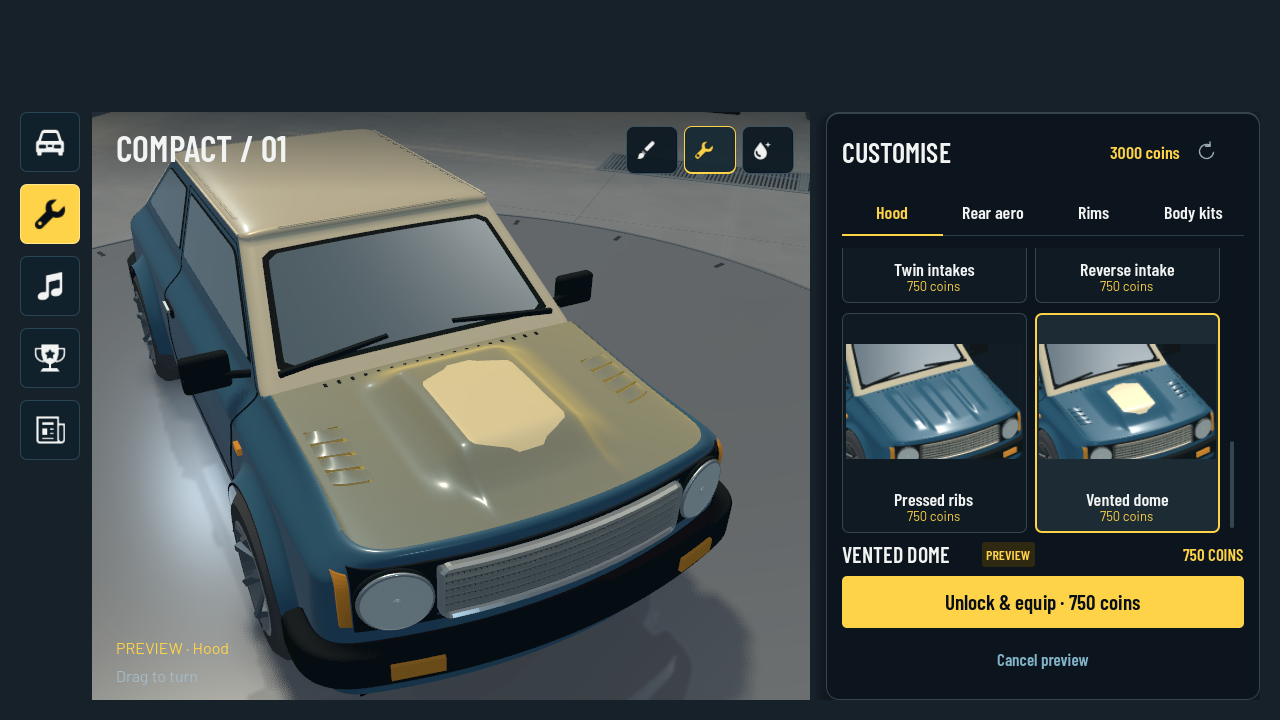 COMPACT / 01
CUSTOMISE
3000 coins
Hood
Rear aero
Rims
Body kits
Twin intakes
750 coins
Reverse intake
750 coins
Pressed ribs
750 coins
Vented dome
750 coins
VENTED DOME
PREVIEW
750 COINS
Unlock & equip · 750 coins
Cancel preview
PREVIEW · Hood
Drag to turn